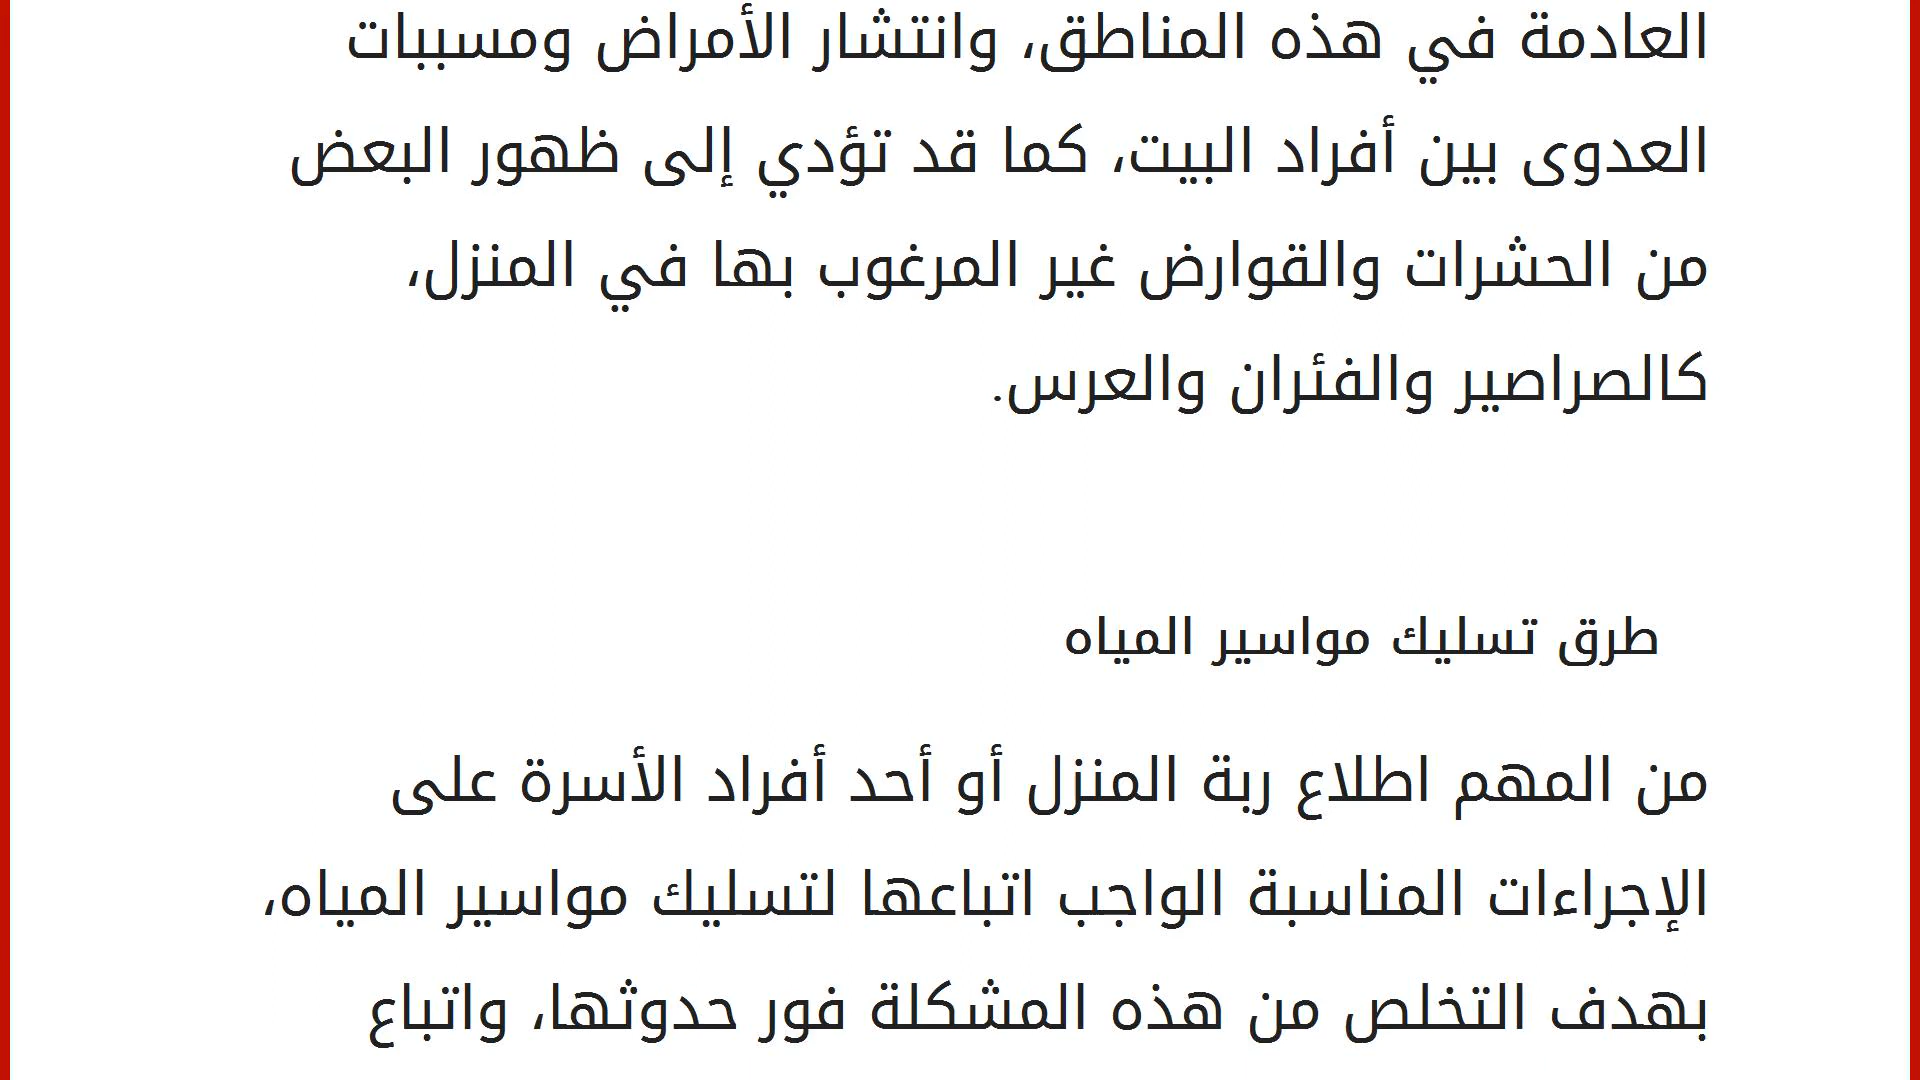 العادمة في هذه المناطق، وانتشار الأمراض ومسببات
العدوى بين أفراد البيت، كما قد تؤدي إلى ظهور البعض
من الحشرات والقوارض غير المرغوب بها في المنزل،
كالصراصير والفئران والعرس.
طرق تسليك مواسير المياه
من المهم اطلاع ربة المنزل أو أحد أفراد الأسرة على
الإجراءات المناسبة الواجب اتباعها لتسليك مواسير المياه،
بهدف التخلص من هذه المشكلة فور حدوثها، واتباع